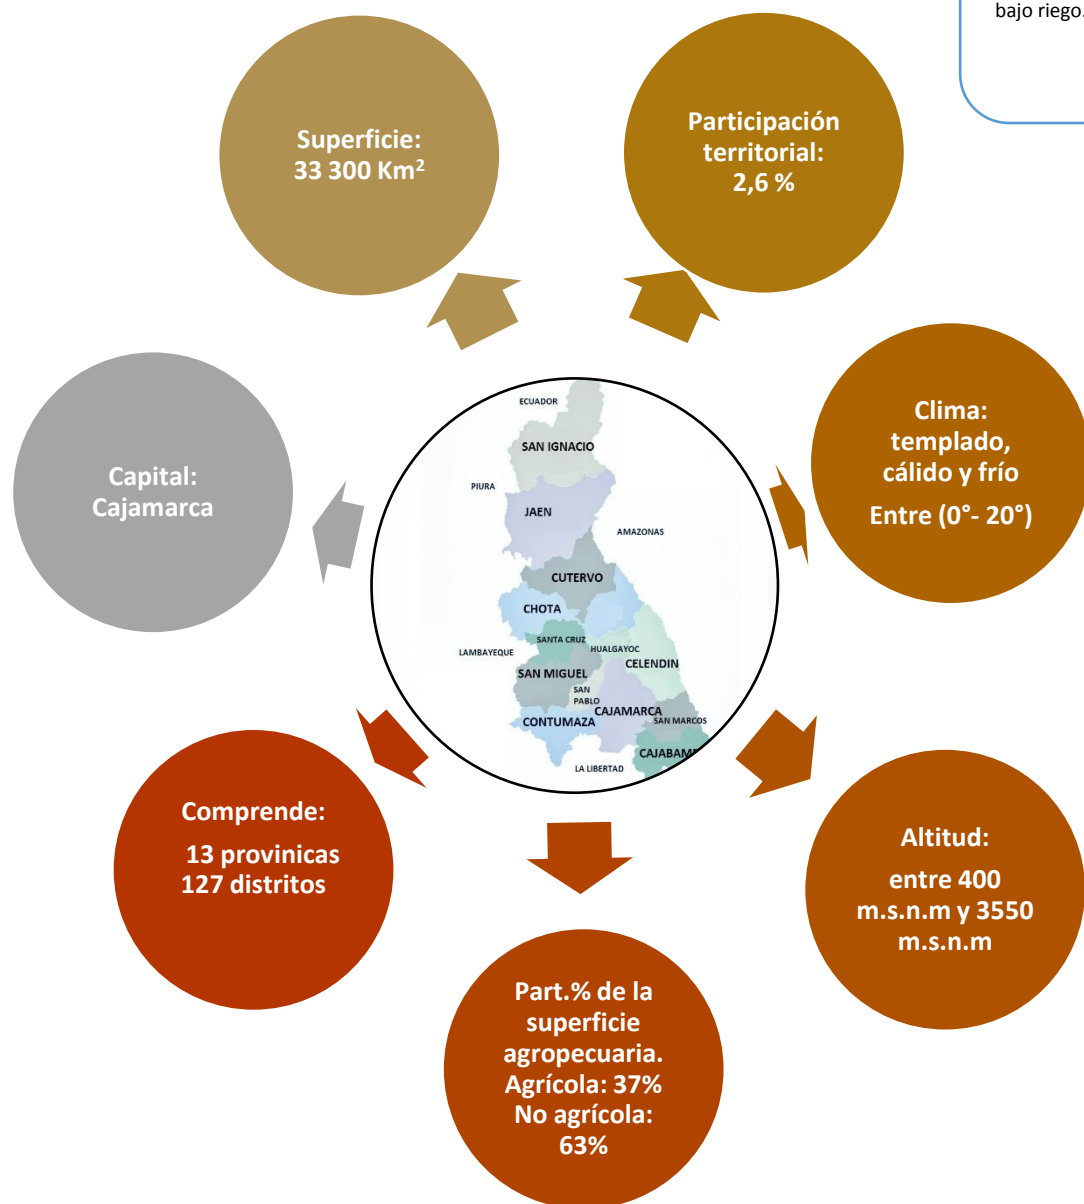 bajo riego.
Superficie:
33 300 Km²
Participación
territorial:
2,6 %
Capital:
Cajamarca
Clima:
templado,
cálido y frío
Entre (0°- 20°)
ECUADOR
SAN IGNACIO
PIURA
JAEN
AMAZONAS
CUTERVO
CHOTA
SANTA CRUZ
LAMBAYEQUE
HUALGAYOC
CELENDIN
SAN MIGUEL
SAN
PABLO
CAJAMARCA
SAN MARCOS
CONTUMAZA
CAJABAM
LA LIBERTAD
Comprende:
13 provinicas
127 distritos
Altitud:
entre 400
m.s.n.m y 3550
m.s.n.m
Part.% de la
superficie
agropecuaria.
Agrícola: 37%
No agrícola:
63%